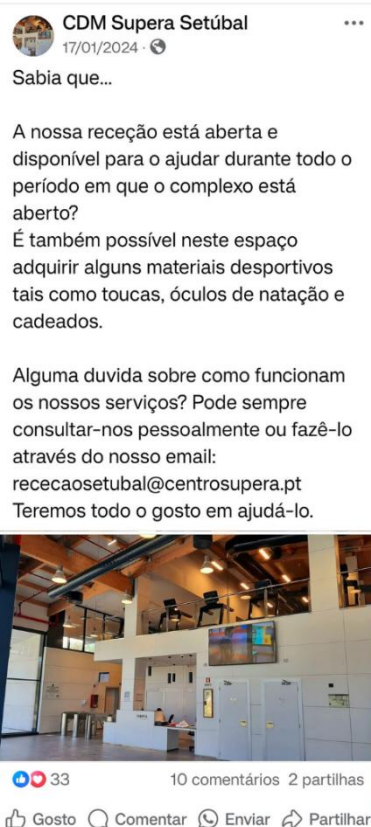 CDM Supera Setúbal
17/01/2024 ·
Sabia que...
A nossa receção está aberta e
disponível para o ajudar durante todo o
período em que o complexo está
aberto?
É também possível neste espaço
adquirir alguns materiais desportivos
tais como toucas, óculos de natação e
cadeados.
Alguma duvida sobre como funcionam
os nossos serviços? Pode sempre
consultar-nos pessoalmente ou fazê-lo
através do nosso email:
rececaosetubal@centrosupera.pt
Teremos todo o gosto em ajudá-lo.
33
10 comentários 2 partilhas
Gosto Comentar Enviar Partilhar